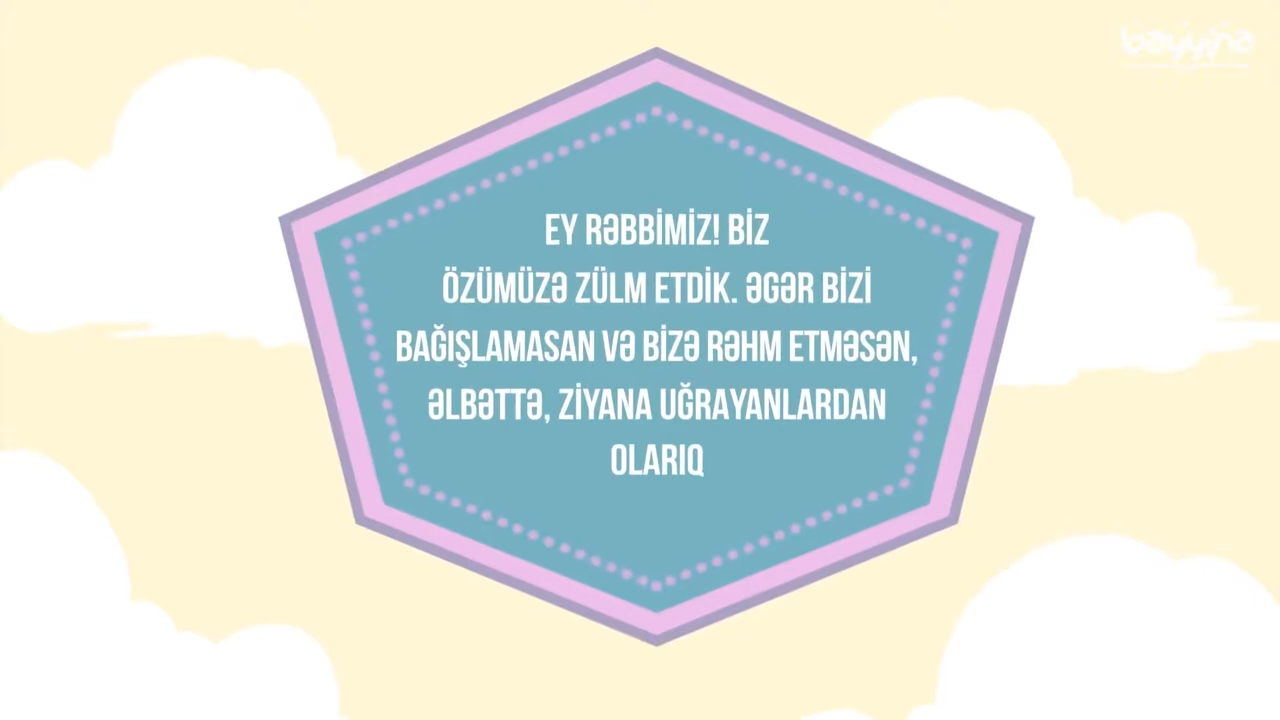 bayyina
EY RƏBBİMİZ! BİZ
ÖZÜMÜZƏ ZÜLM ETDİK. ƏGƏR BİZİ
BAĞIŞLAMASAN VƏ BİZƏ RƏHM ETMƏSƏN,
ƏLBƏTTƏ, ZİYANA UĞRAYANLARDAN
OLARIQ